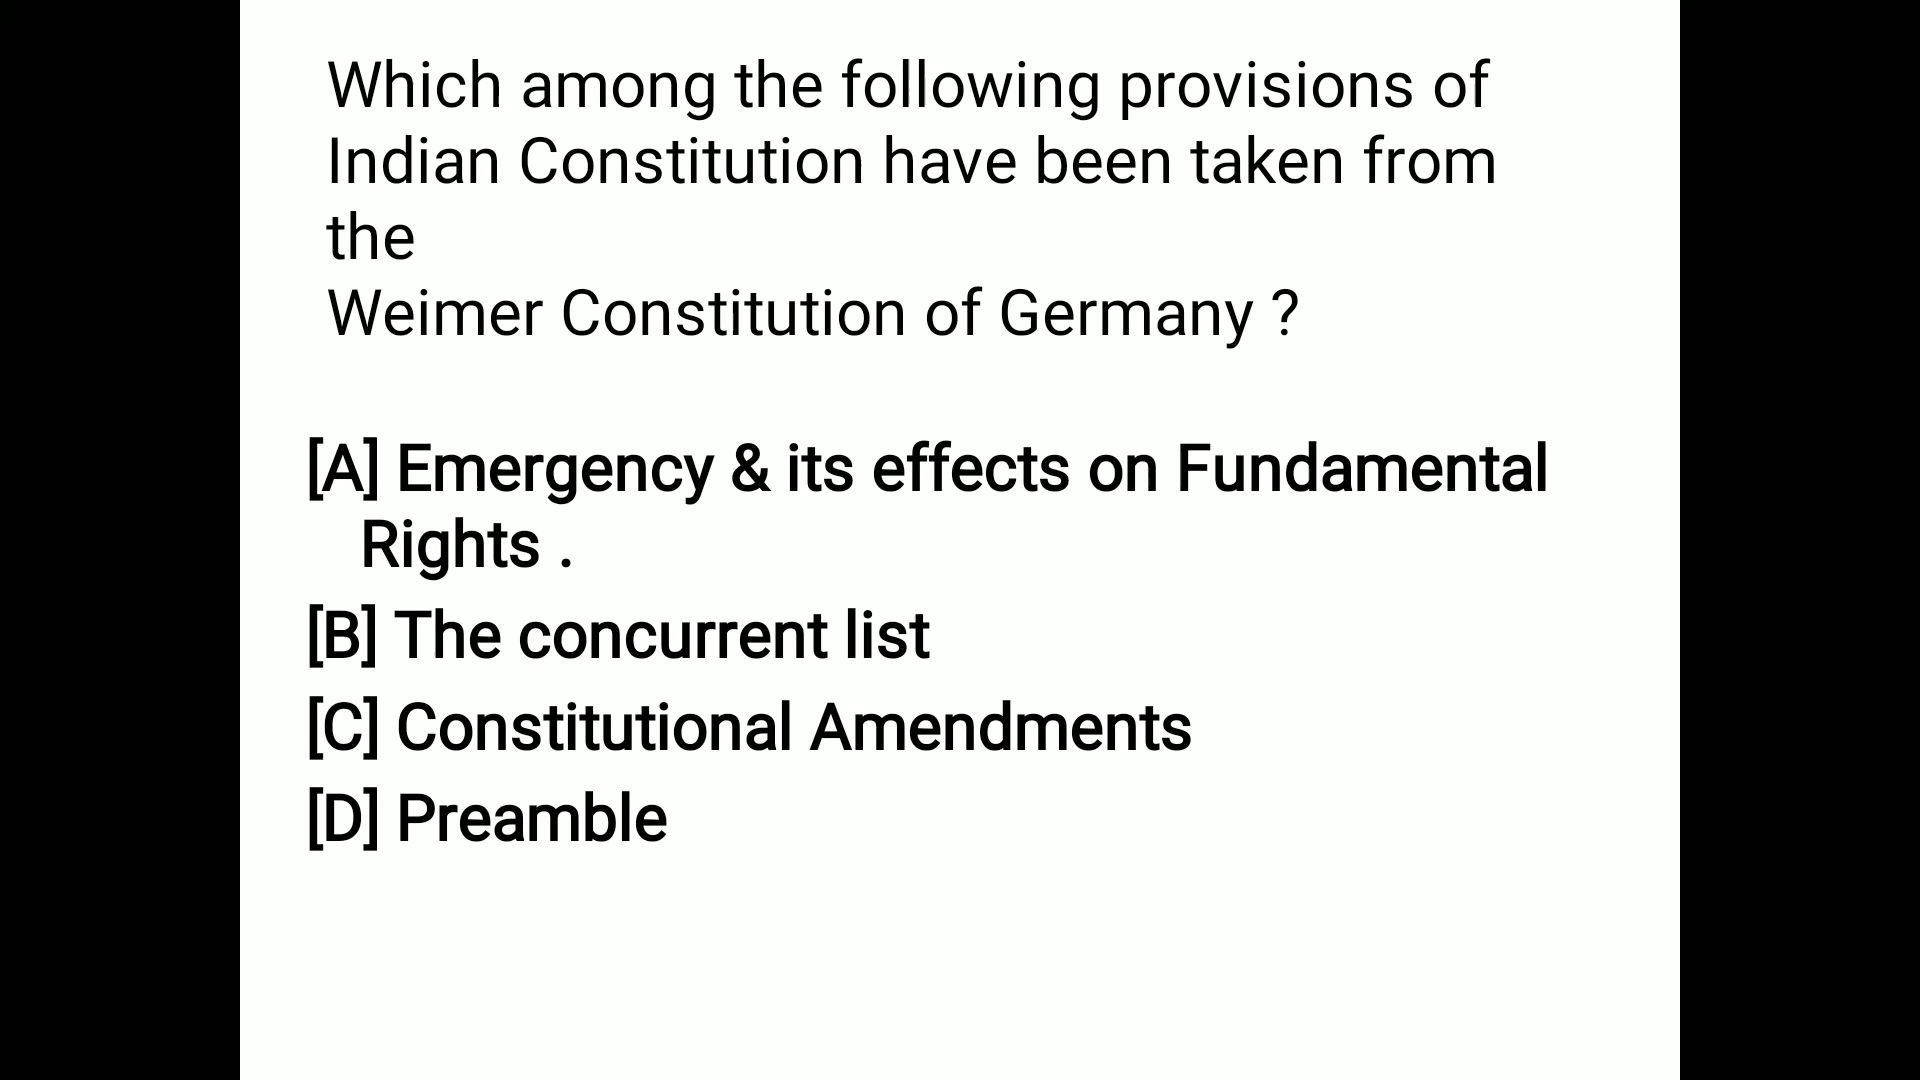 Which among the following provisions of
Indian Constitution have been taken from
the
Weimer Constitution of Germany ?
[A] Emergency & its effects on Fundamental
Rights .
[B] The concurrent list
[C] Constitutional Amendments
[D] Preamble